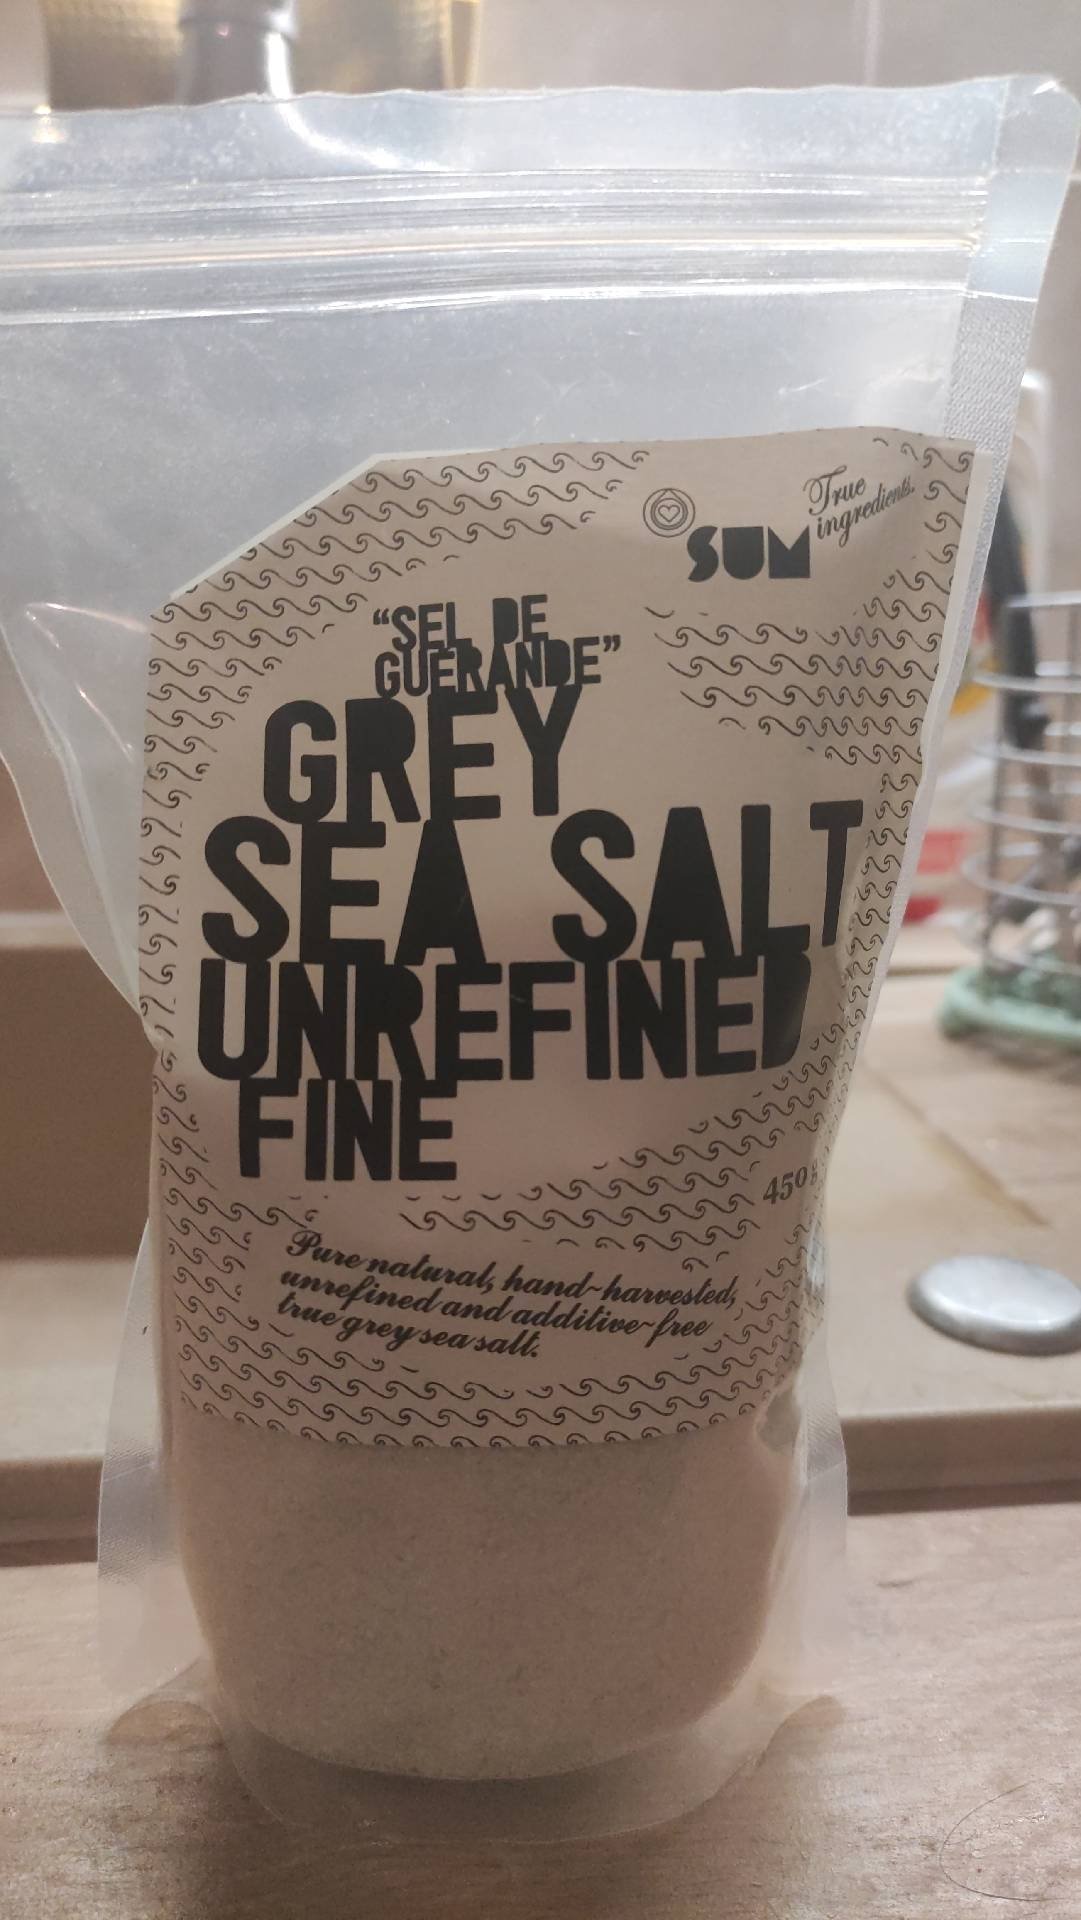 SUM
True
ingredients.
“SEL DE
GUERANDE”
GREY
SEA SALT
UNREFINED
FINE
450g
Pure natural, hand-harvested,
unrefined and additive-free
true grey sea salt.